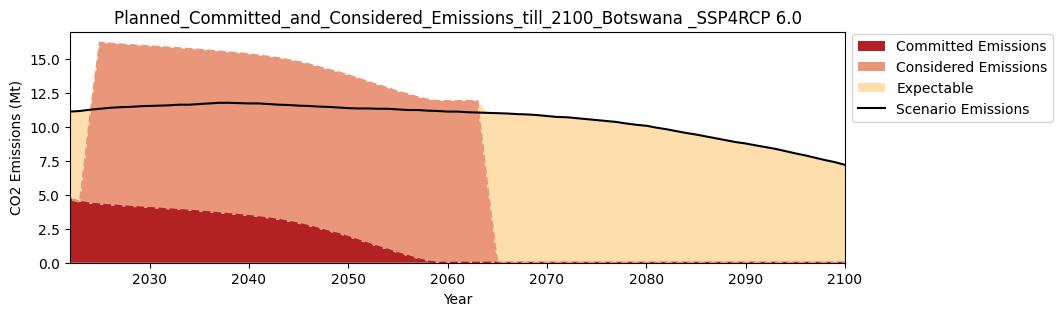 Planned_Committed_and_Considered_Emissions_till_2100_Botswana _SSP4RCP 6.0
CO2 Emissions (Mt)
15.0
12.5
10.0
7.5
5.0
2.5
0.0
2030 2040 2050 2060 2070 2080 2090 2100
Year
Committed Emissions
Considered Emissions
Expectable
Scenario Emissions